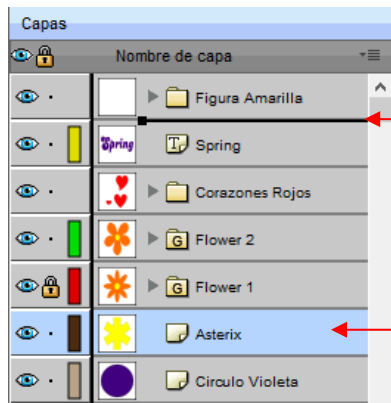 Capas
Nombre de capa
Figura Amarilla
Spring T Spring
Corazones Rojos
G Flower 2
G Flower 1
Asterix
Circulo Violeta